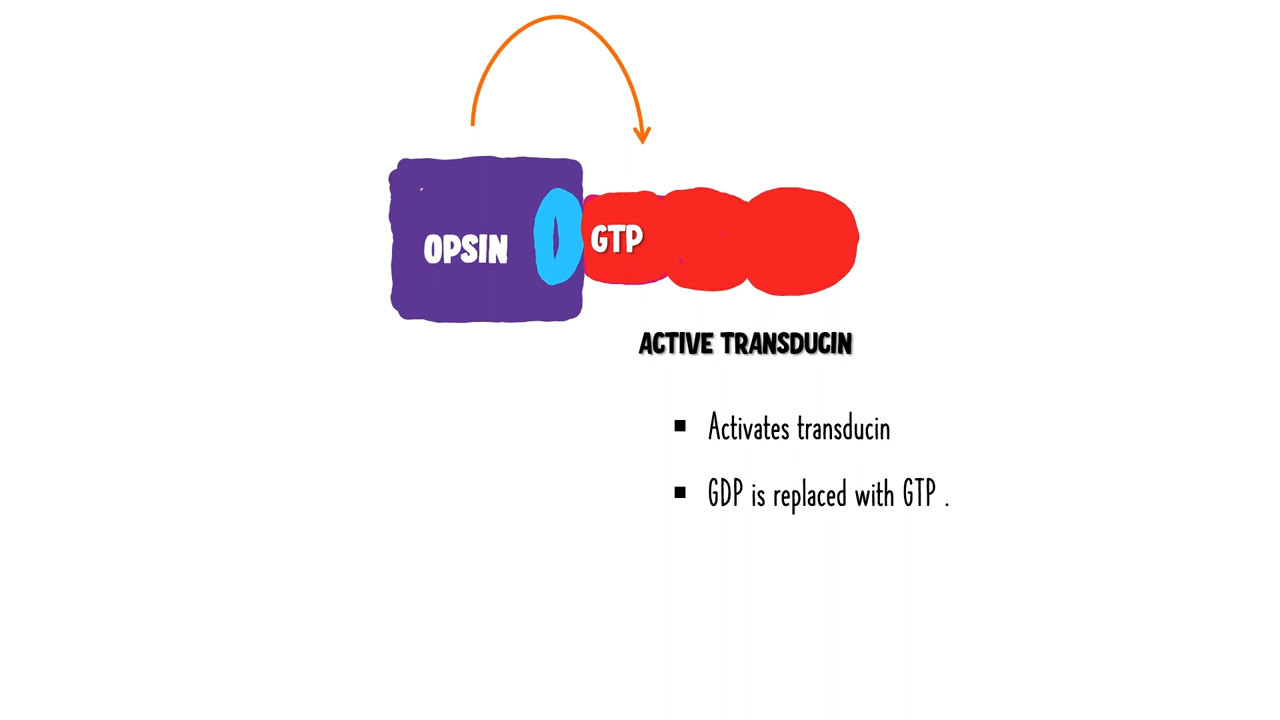 OPSIN
GTP
ACTIVE TRANSDUCIN
▪ Activates transducin
▪ GDP is replaced with GTP .